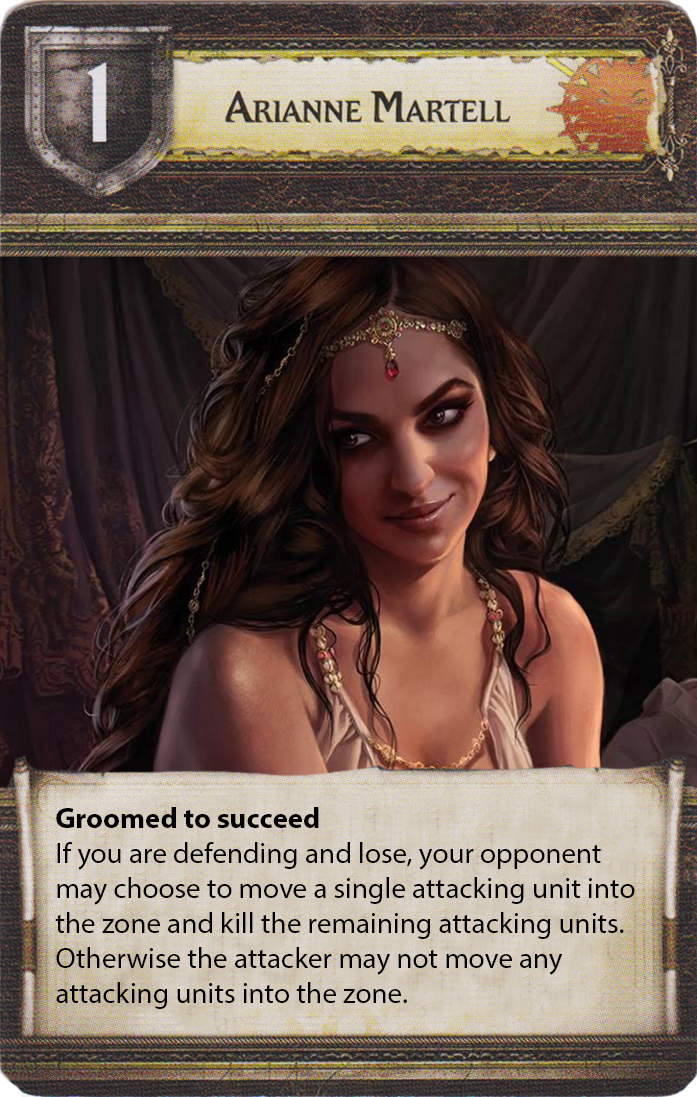 1
Arianne Martell
Groomed to succeed
If you are defending and lose, your opponent
may choose to move a single attacking unit into
the zone and kill the remaining attacking units.
Otherwise the attacker may not move any
attacking units into the zone.